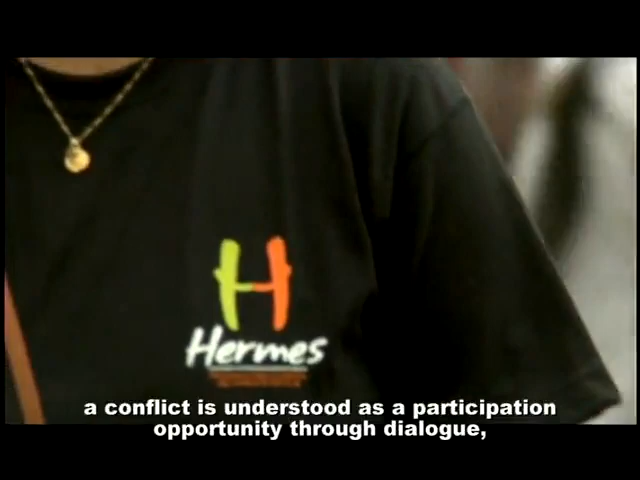 H
Hermes
a conflict is understood as a participation
opportunity through dialogue,